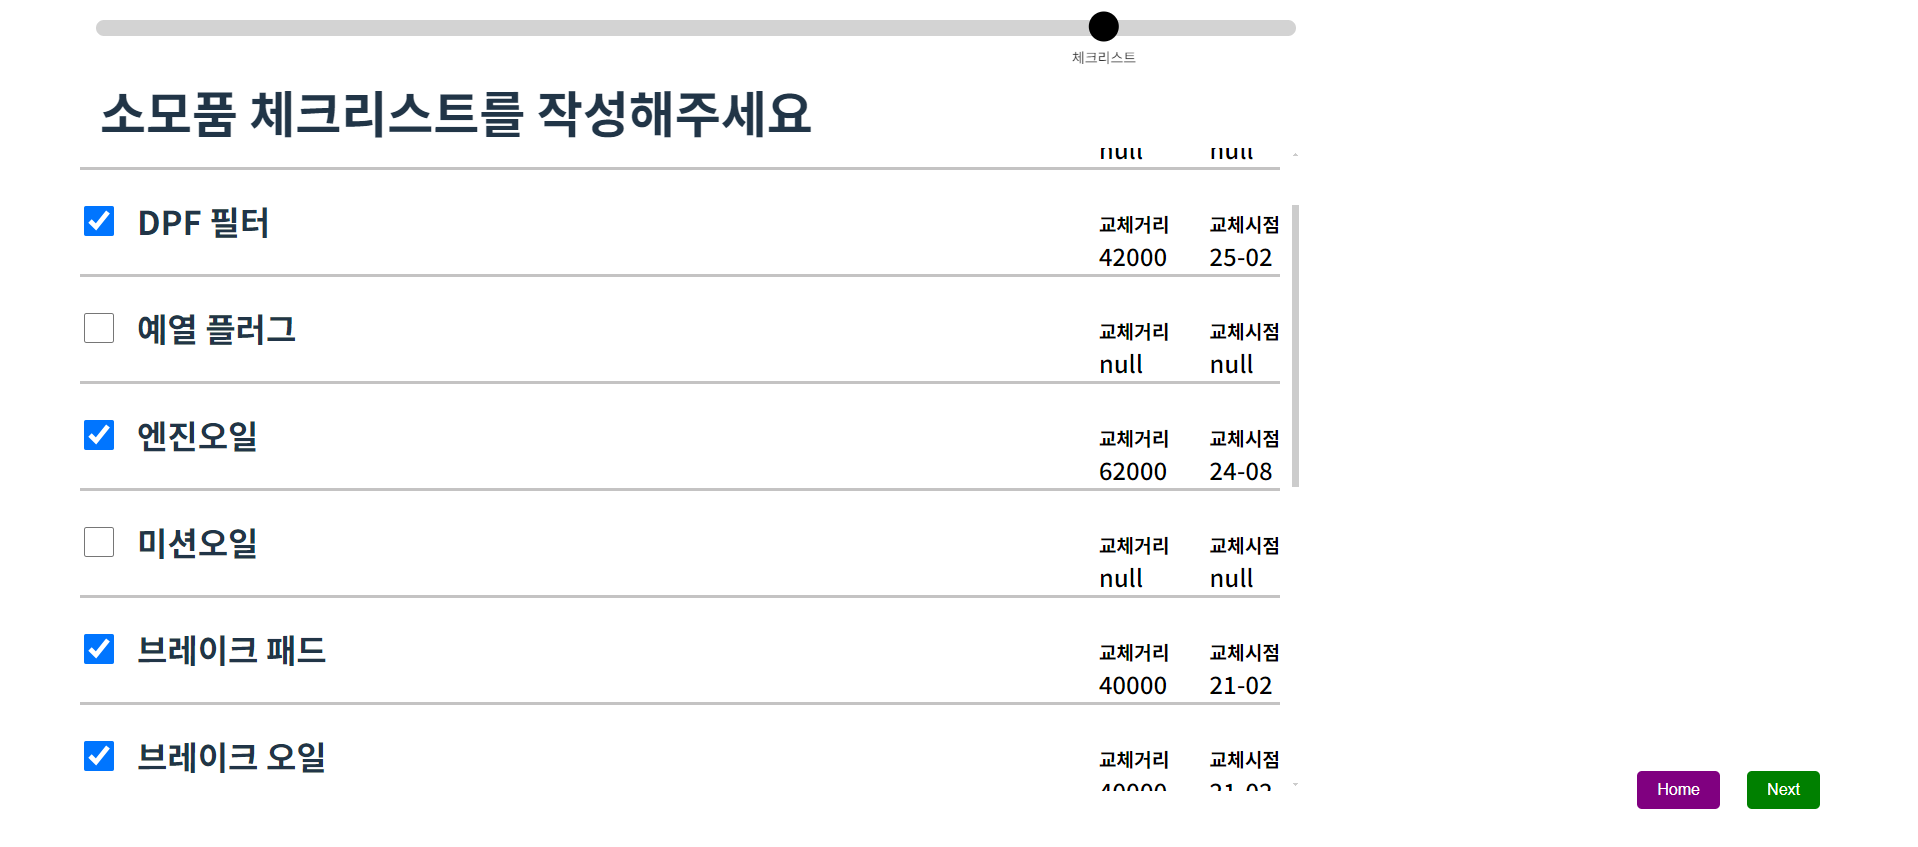 체크리스트
소모품 체크리스트를 작성해주세요
null null
DPF 필터
교체거리 교체시점
42000 25-02
예열 플러그
교체거리 교체시점
null null
엔진오일
교체거리 교체시점
62000 24-08
미션오일
교체거리 교체시점
null null
브레이크 패드
교체거리 교체시점
40000 21-02
브레이크 오일
교체거리 교체시점
40000 21-02
Home Next